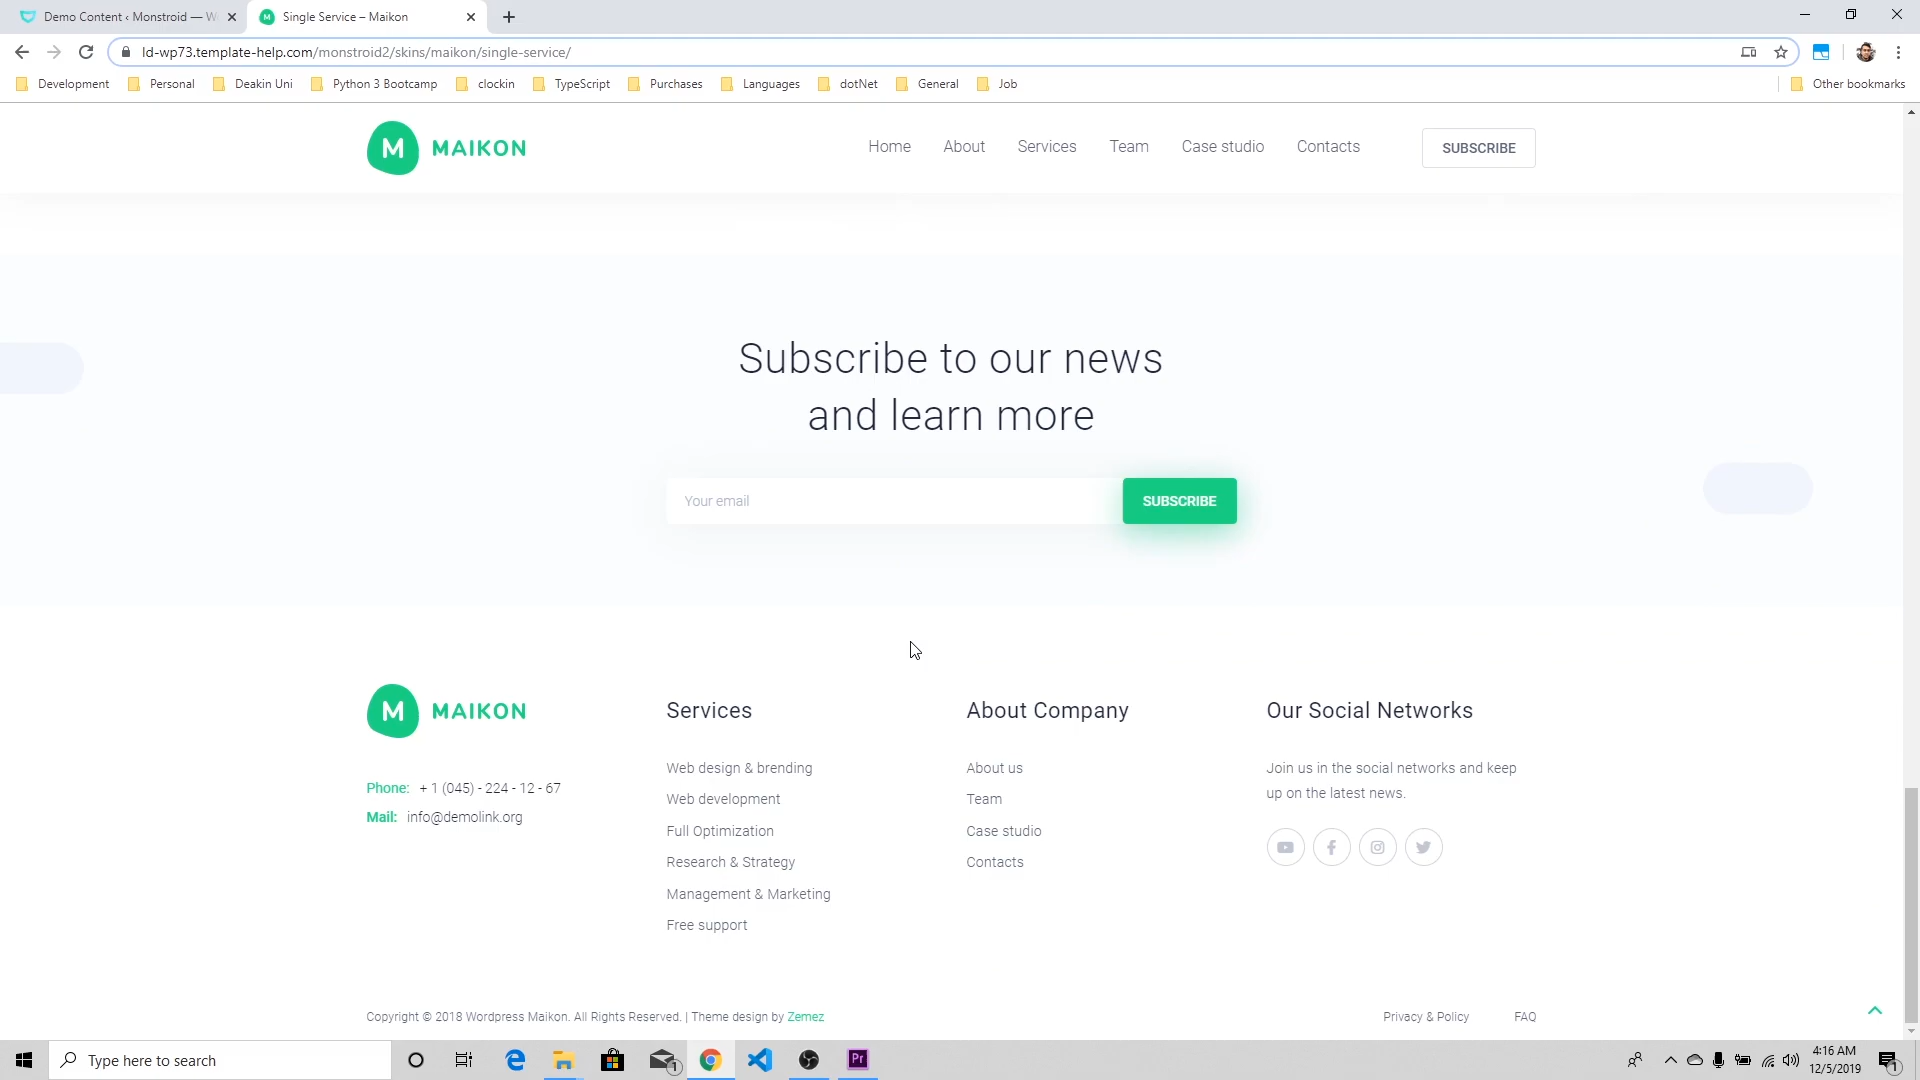 Demo Content ‹ Monstroid — W
Single Service – Maikon
ld-wp73.template-help.com/monstroid2/skins/maikon/single-service/
Development Personal Deakin Uni Python 3 Bootcamp clockin TypeScript Purchases Languages dotNet General Job Other bookmarks
M MAIKON
Home About Services Team Case studio Contacts SUBSCRIBE
Subscribe to our news
and learn more
Your email SUBSCRIBE
M MAIKON
Phone: + 1 (045) - 224 - 12 - 67
Mail: info@demolink.org
Services
Web design & brending
Web development
Full Optimization
Research & Strategy
Management & Marketing
Free support
About Company
About us
Team
Case studio
Contacts
Our Social Networks
Join us in the social networks and keep
up on the latest news.
Copyright © 2018 Wordpress Maikon. All Rights Reserved. | Theme design by Zemez
Privacy & Policy FAQ
Type here to search
1
Pr
4:16 AM
12/5/2019
1